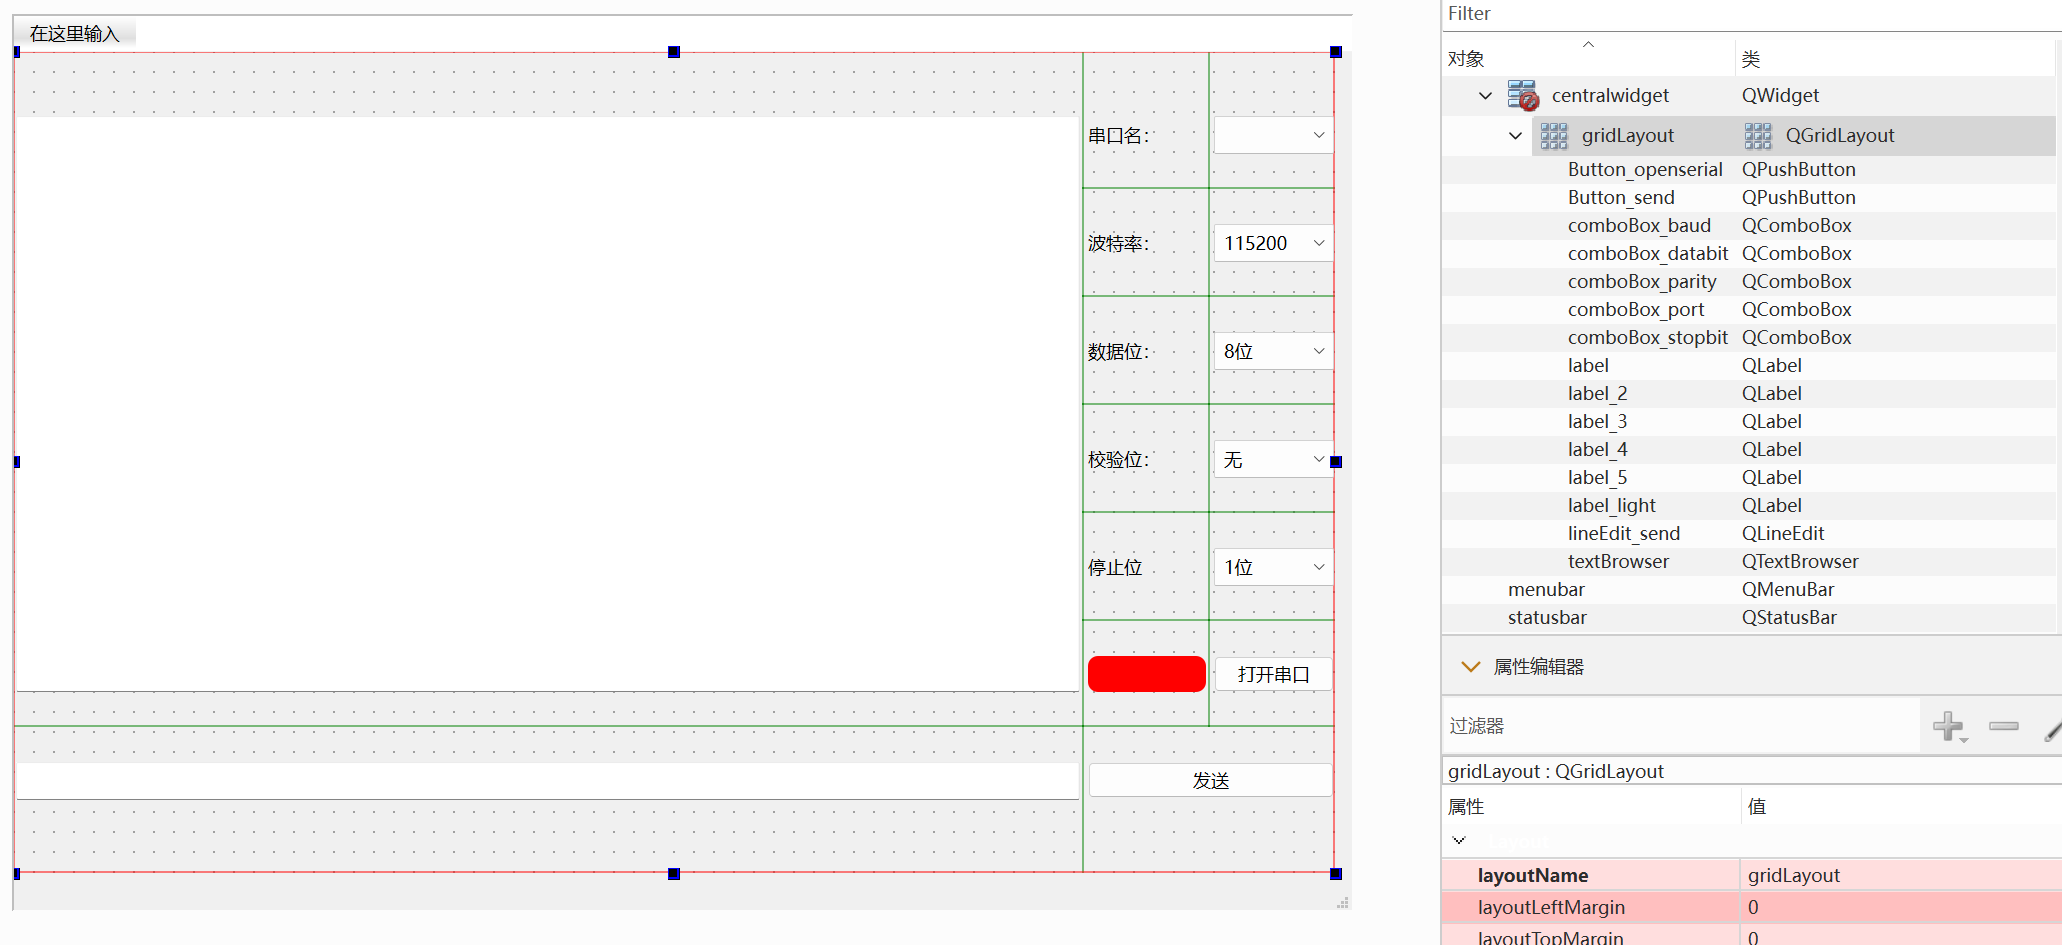 在这里输入
串口名：
波特率：
115200
数据位：
8位
校验位：
无
停止位
1位
打开串口
发送
Filter
对象 类
centralwidget QWidget
gridLayout QGridLayout
Button_openserial QPushButton
Button_send QPushButton
comboBox_baud QComboBox
comboBox_databit QComboBox
comboBox_parity QComboBox
comboBox_port QComboBox
comboBox_stopbit QComboBox
label QLabel
label_2 QLabel
label_3 QLabel
label_4 QLabel
label_5 QLabel
label_light QLabel
lineEdit_send QLineEdit
textBrowser QTextBrowser
menubar QMenuBar
statusbar QStatusBar
属性编辑器
过滤器
gridLayout : QGridLayout
属性 值
layoutName gridLayout
layoutLeftMargin 0
layoutTopMargin 0